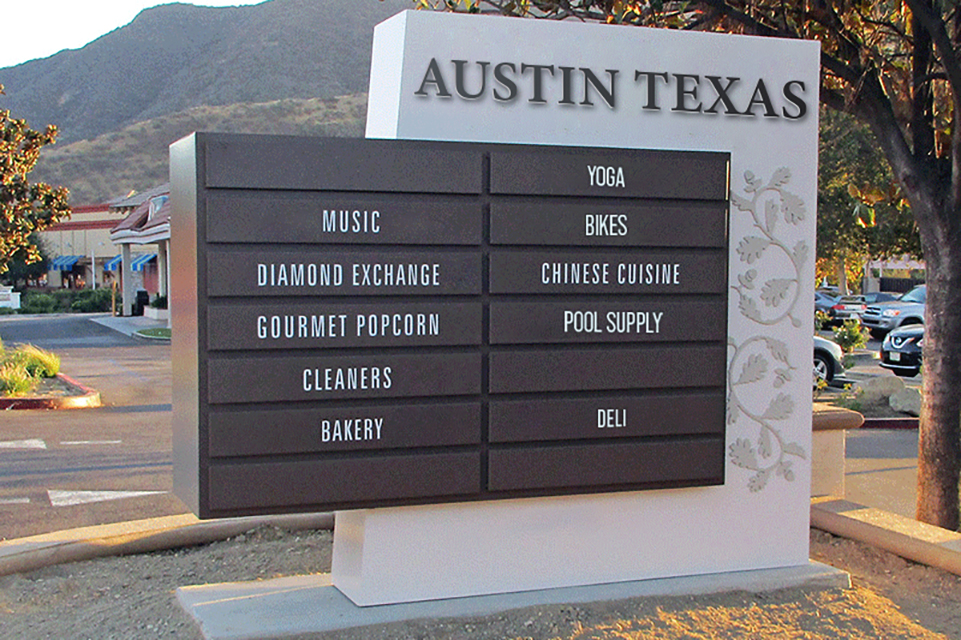 AUSTIN TEXAS
YOGA
MUSIC
BIKES
DIAMOND EXCHANGE
CHINESE CUISINE
GOURMET POPCORN
POOL SUPPLY
CLEANERS
BAKERY
DELI